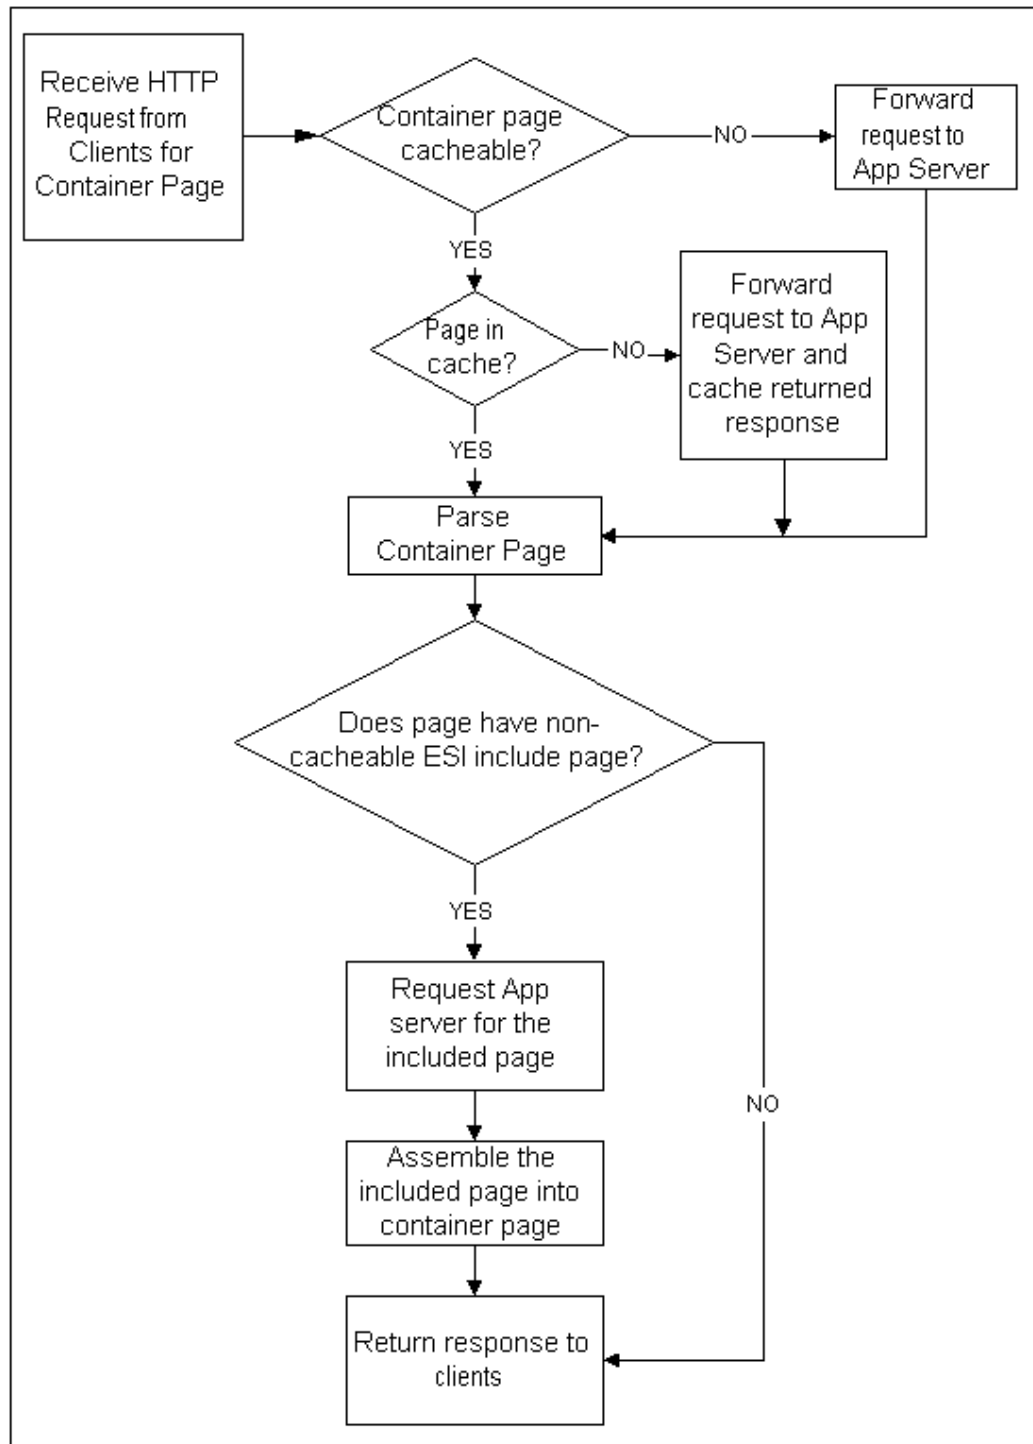 Receive HTTP
Request from
Clients for
Container Page
Container page
cacheable?
NO
Forward
request to
App Server
YES
Page in
cache?
NO
Forward
request to App
Server and
cache returned
response
YES
Parse
Container Page
Does page have non-
cacheable ESI include page?
YES
Request App
server for the
included page
NO
Assemble the
included page into
container page
Return response to
clients